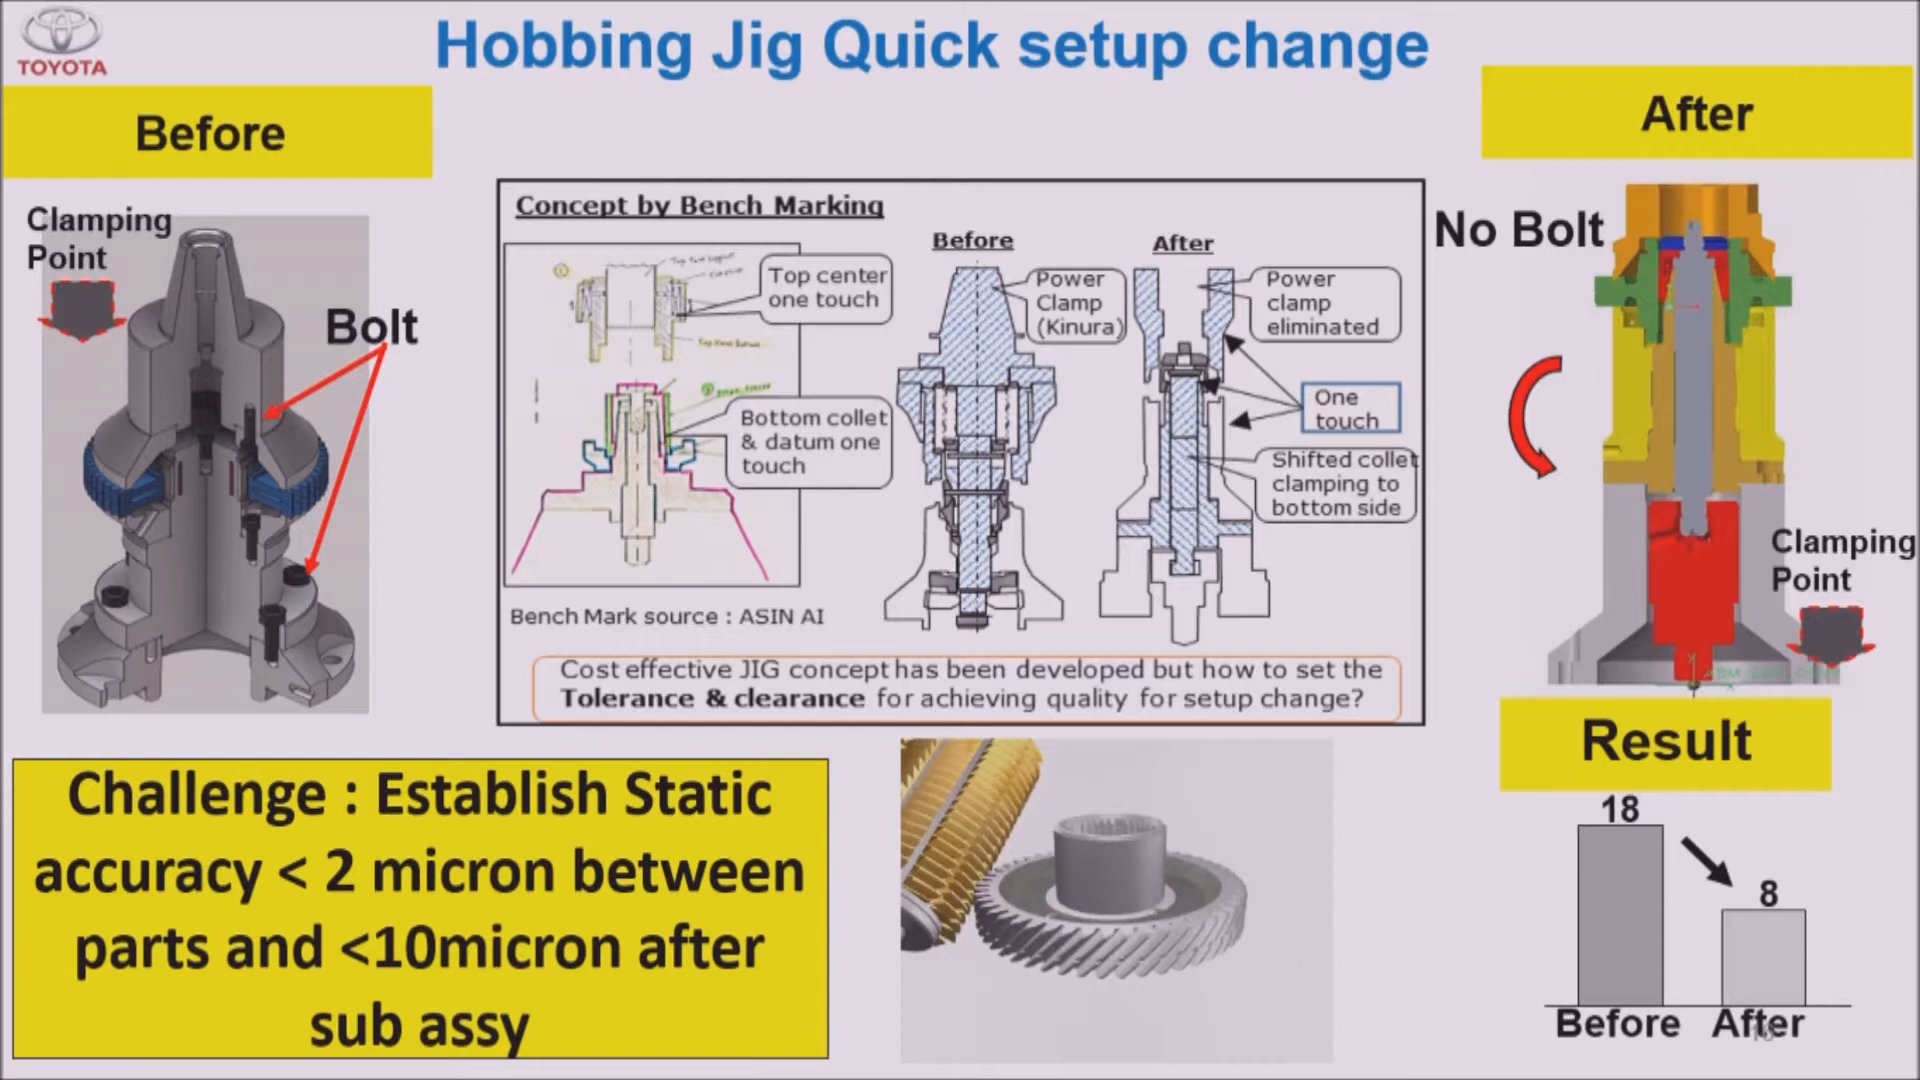 TOYOTA
Hobbing Jig Quick setup change
Before
After
Clamping
Point
Bolt
Concept by Bench Marking
Top center
one touch
Bottom collet
& datum one
touch
Bench Mark source : ASIN AI
Before
After
Power
Clamp
(Kinura)
Power
clamp
eliminated
One
touch
Shifted collet
clamping to
bottom side
Cost effective JIG concept has been developed but how to set the
Tolerance & clearance for achieving quality for setup change?
No Bolt
Clamping
Point
Challenge : Establish Static
accuracy < 2 micron between
parts and <10micron after
sub assy
Result
18
8
Before
After